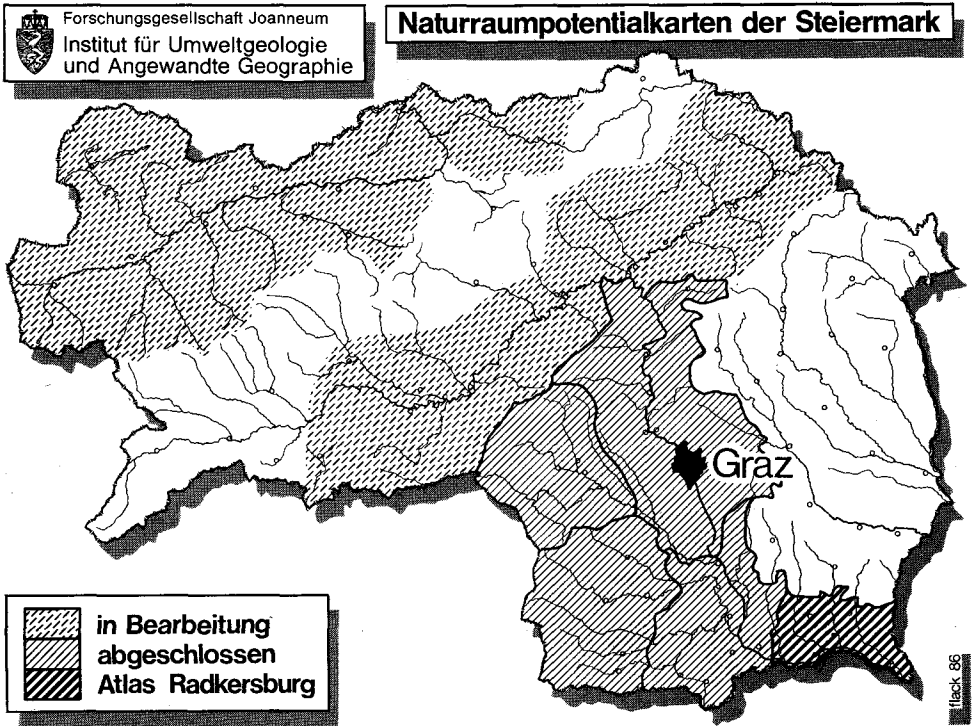 Forschungsgesellschaft Joanneum
Institut für Umweltgeologie
und Angewandte Geographie
Naturraumpotentialkarten der Steiermark
Graz
in Bearbeitung
abgeschlossen
Atlas Radkersburg
flack 86